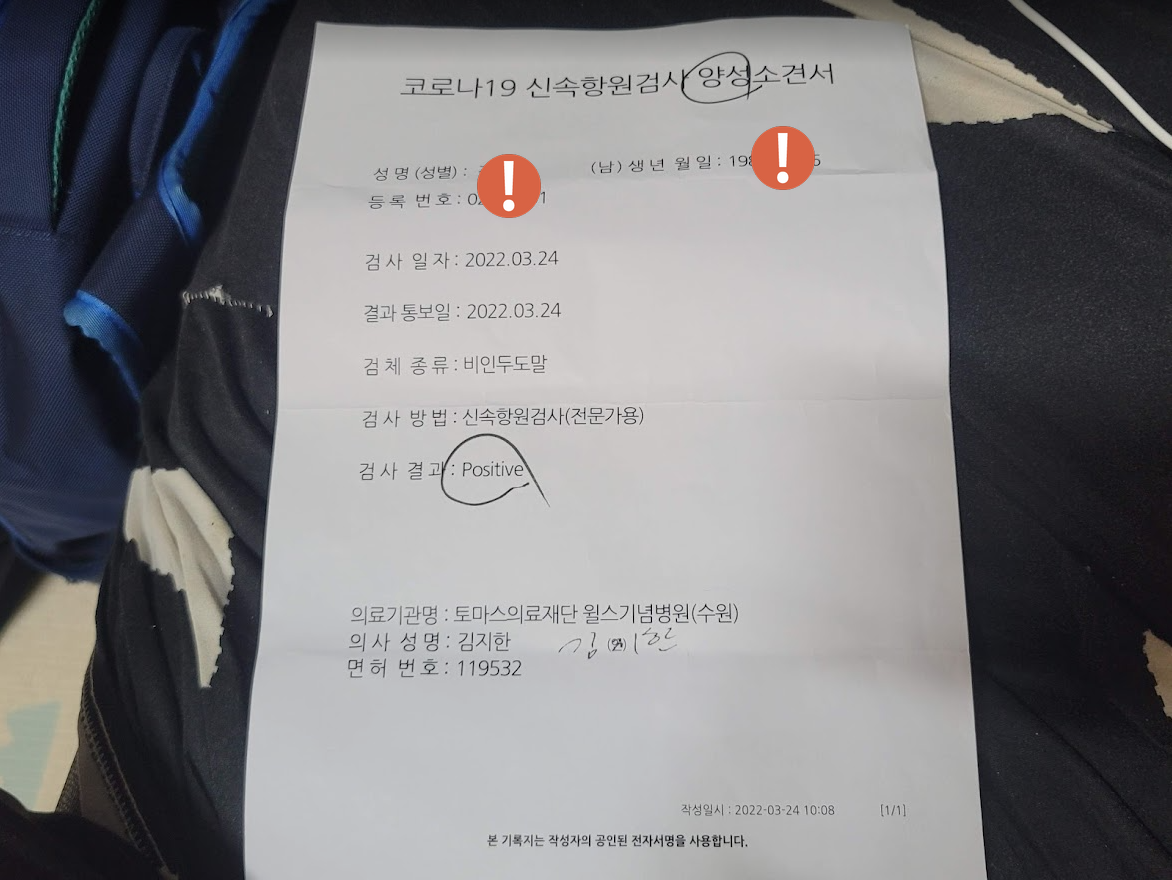 코로나19 신속항원검사 양성소견서
성명(성별) : (남) 생년월일 : 198 5
등록 번호 : 02 1
검사 일자 : 2022.03.24
결과통보일 : 2022.03.24
검체 종류 : 비인두도말
검사 방법 : 신속항원검사(전문가용)
검사 결과 : Positive
의료기관명 : 토마스의료재단 윌스기념병원(수원)
의사 성명 : 김지한 김지한
면허 번호 : 119532
작성일시 : 2022-03-24 10:08 [1/1]
본 기록지는 작성자의 공인된 전자서명을 사용합니다.